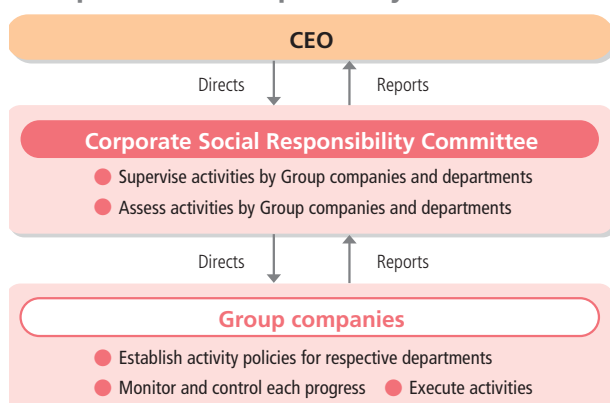 CEO
Directs
Reports
Corporate Social Responsibility Committee
● Supervise activities by Group companies and departments
● Assess activities by Group companies and departments
Directs
Reports
Group companies
● Establish activity policies for respective departments
● Monitor and control each progress ● Execute activities